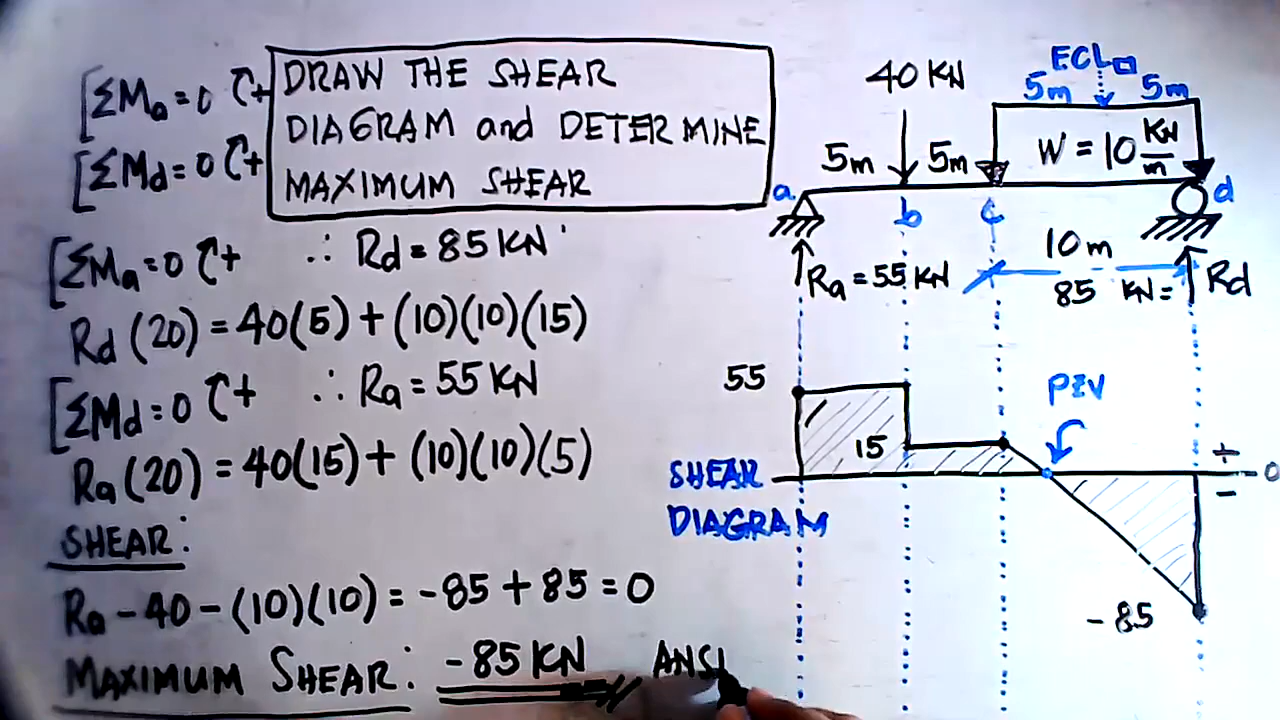 [ΣMa = 0 ↻+
[ΣMd = 0 ↻+
DRAW THE SHEAR
DIAGRAM and DETERMINE
MAXIMUM SHEAR
[ΣMa = 0 ↻+ ∴ Rd = 85 KN
Rd (20) = 40(5) + (10)(10)(15)
[ΣMd = 0 ↻+ ∴ Ra = 55 KN
Ra (20) = 40(15) + (10)(10)(5)
SHEAR:
Ra - 40 - (10)(10) = -85 + 85 = 0
MAXIMUM SHEAR: -85 KN ANS
40 KN
ECL
5m 5m
5m 5m W = 10 KN/m
a b c d
10 m
Ra = 55 KN 85 KN = Rd
55
PZV
15
SHEAR
DIAGRAM
+ 0
-
-85